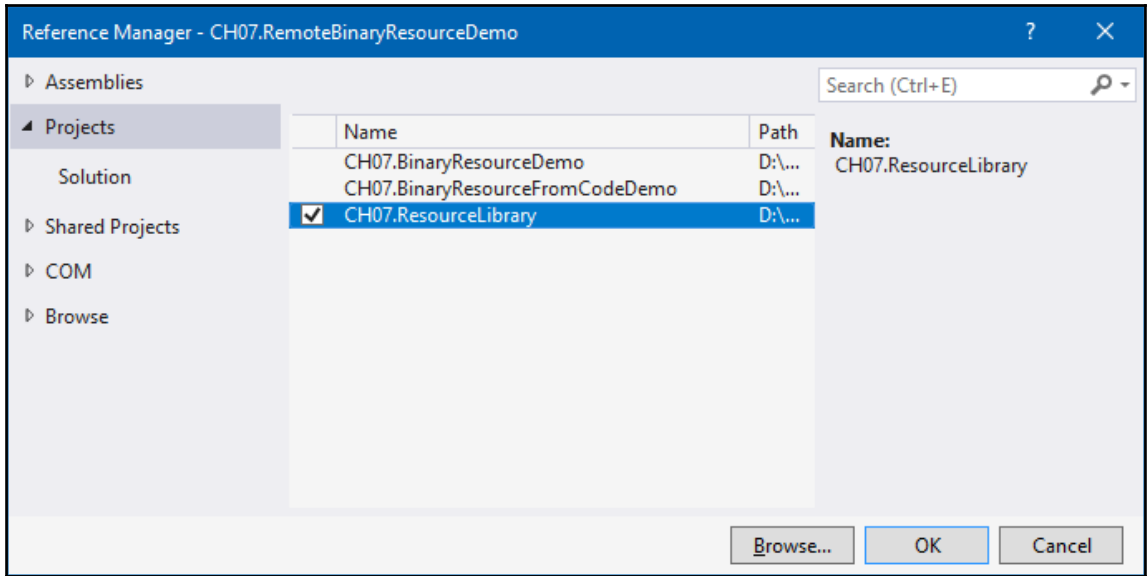 Reference Manager - CH07.RemoteBinaryResourceDemo ? ×
Assemblies
Projects
Solution
Shared Projects
COM
Browse
Name Path
CH07.BinaryResourceDemo D:\...
CH07.BinaryResourceFromCodeDemo D:\...
CH07.ResourceLibrary D:\...
Search (Ctrl+E)
Name:
CH07.ResourceLibrary
Browse... OK Cancel